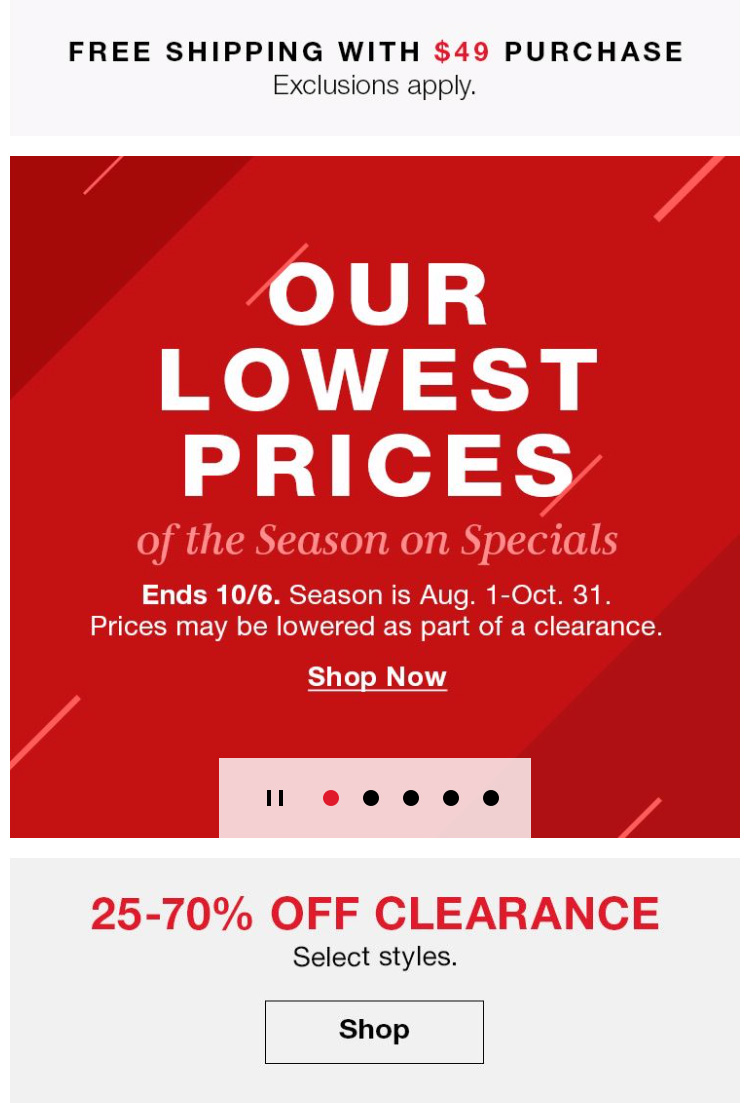 FREE SHIPPING WITH $49 PURCHASE
Exclusions apply.
OUR
LOWEST
PRICES
of the Season on Specials
Ends 10/6. Season is Aug. 1-Oct. 31.
Prices may be lowered as part of a clearance.
Shop Now
25-70% OFF CLEARANCE
Select styles.
Shop